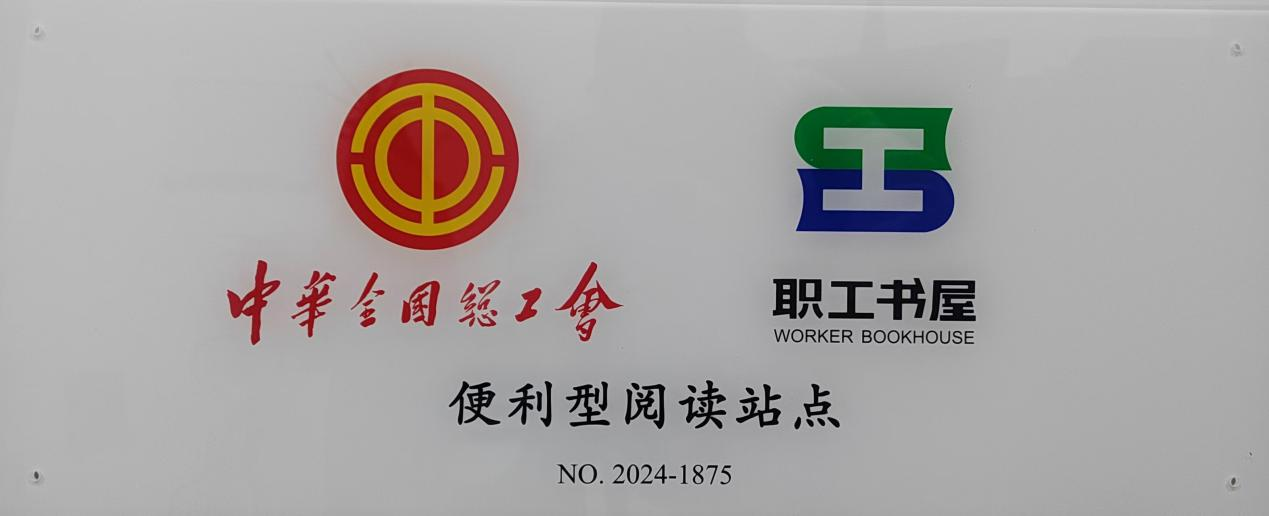 中華全国総工會
职工书屋
WORKER BOOKHOUSE
便利型阅读站点
NO. 2024-1875